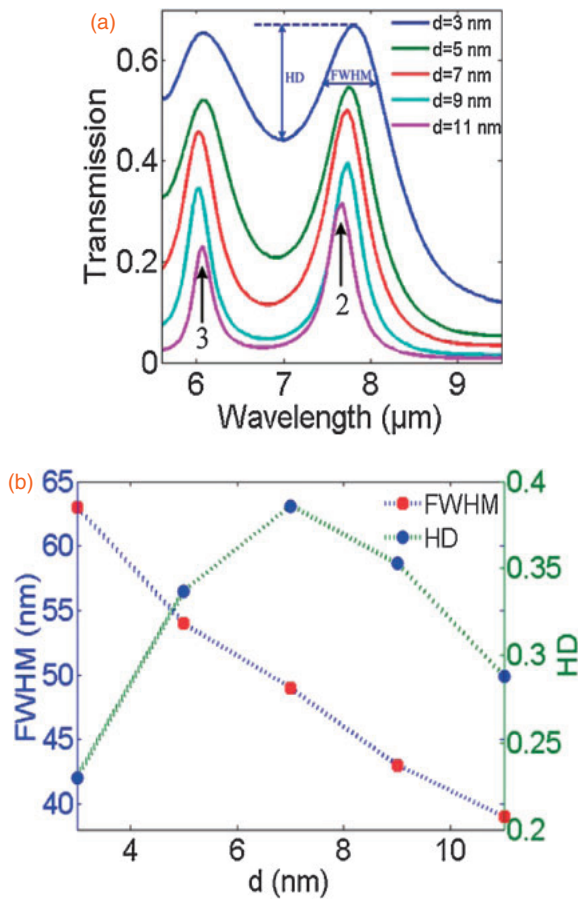 (a)
Transmission
0.6
0.4
0.2
0
HD
FWHM
d=3 nm
d=5 nm
d=7 nm
d=9 nm
d=11 nm
3
2
6 7 8 9
Wavelength (μm)
(b)
FWHM (nm)
65
60
55
50
45
40
FWHM
HD
0.4
0.35
0.3
0.25
0.2
HD
4 6 8 10
d (nm)